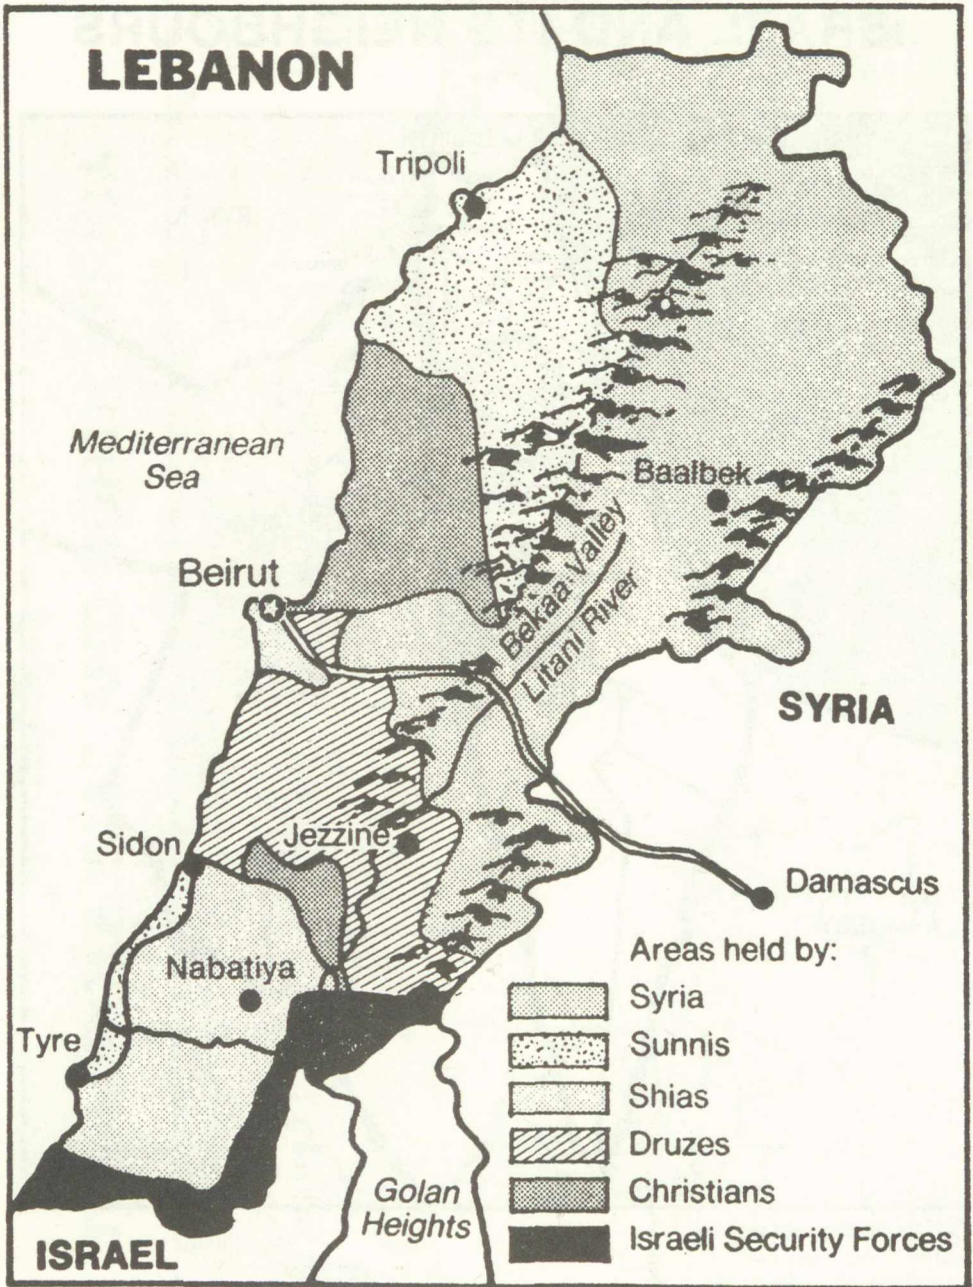 LEBANON
Tripoli
Mediterranean
Sea
Baalbek
Beirut
Bekaa Valley
Litani River
SYRIA
Sidon
Jezzine
Damascus
Nabatiya
Tyre
Areas held by:
Syria
Sunnis
Shias
Druzes
Christians
Israeli Security Forces
Golan
Heights
ISRAEL